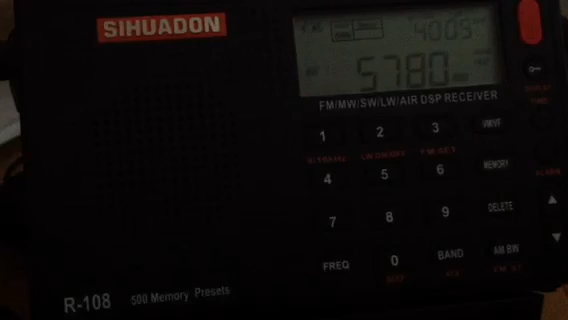 SIHUADON
4005
5780
FM/MW/SW/LW/AIR DSP RECEIVER
1 2 3 VM/VF
4 5 6 MEMORY
7 8 9 DELETE
FREQ 0 BAND AM BW
R-108 500 Memory Presets